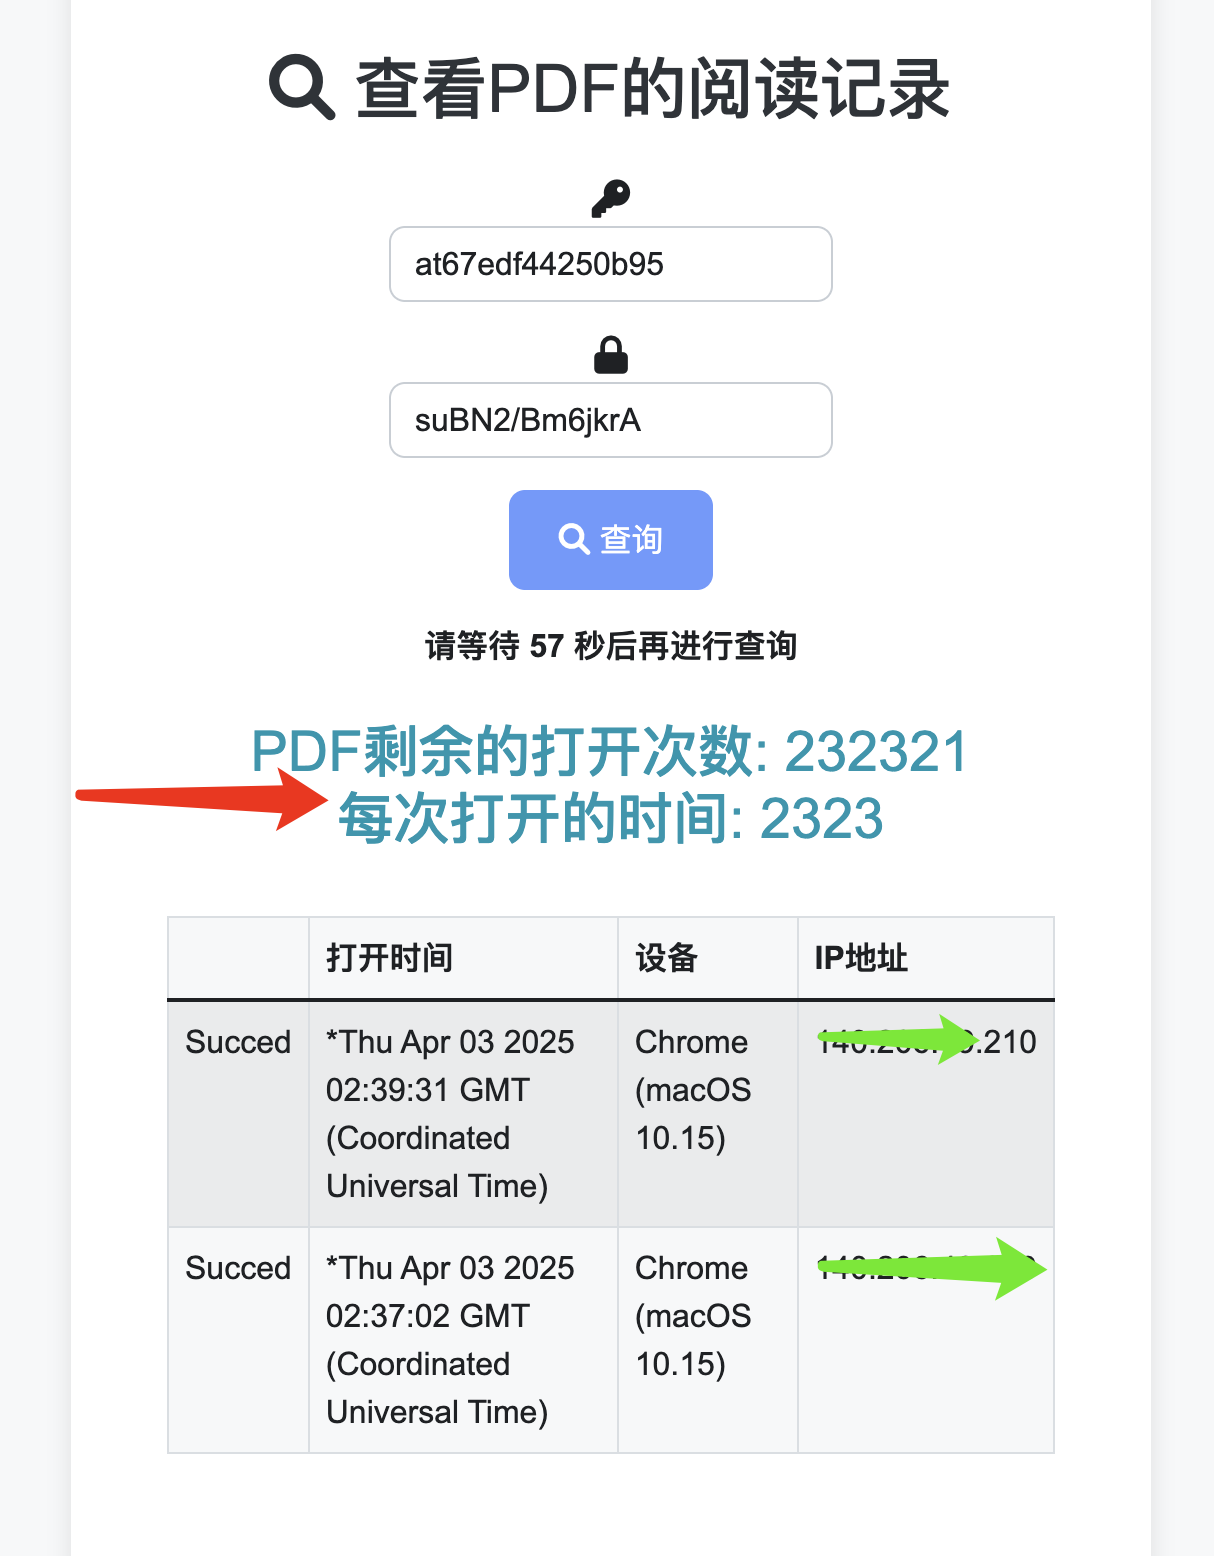 查看PDF的阅读记录
at67edf44250b95
suBN2/Bm6jkrA
查询
请等待 57 秒后再进行查询
PDF剩余的打开次数: 232321
每次打开的时间: 2323
打开时间 设备 IP地址
Succed *Thu Apr 03 2025 Chrome .210
02:39:31 GMT (macOS
(Coordinated 10.15)
Universal Time)
Succed *Thu Apr 03 2025 Chrome
02:37:02 GMT (macOS
(Coordinated 10.15)
Universal Time)